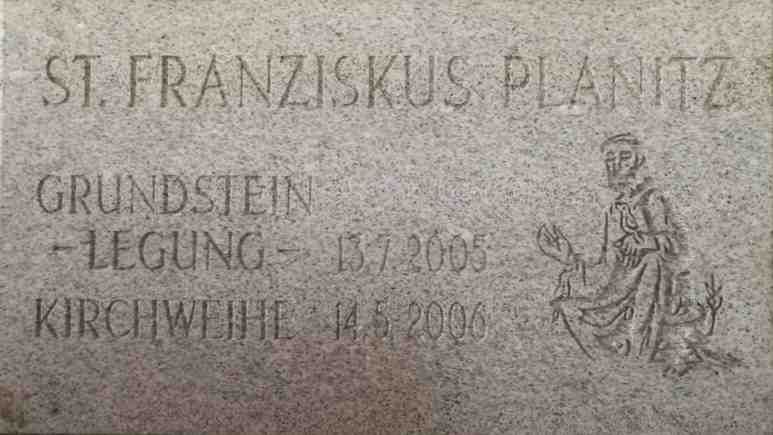 ST. FRANZISKUS PLANITZ
GRUNDSTEIN
-LEGUNG- 13.7.2005
KIRCHWEIHE 14.5.2006